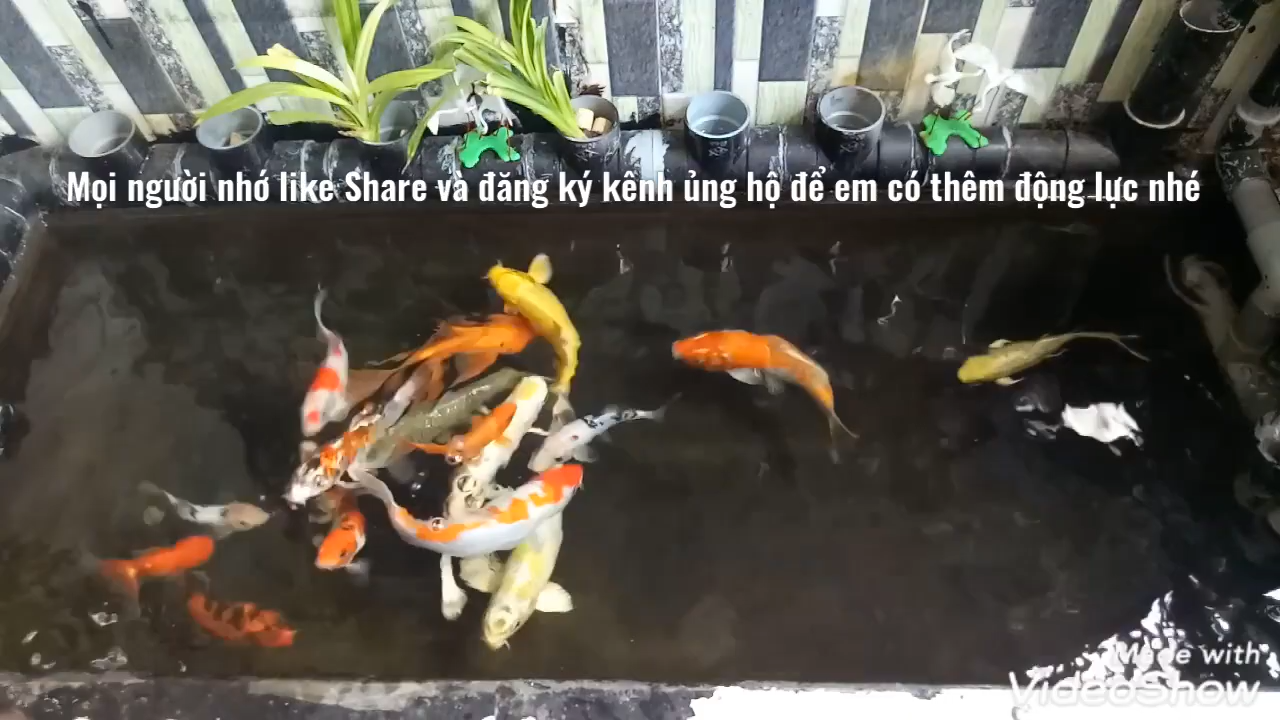 Mọi người nhớ like Share và đăng ký kênh ủng hộ để em có thêm động lực nhé
Made with
VideoShow